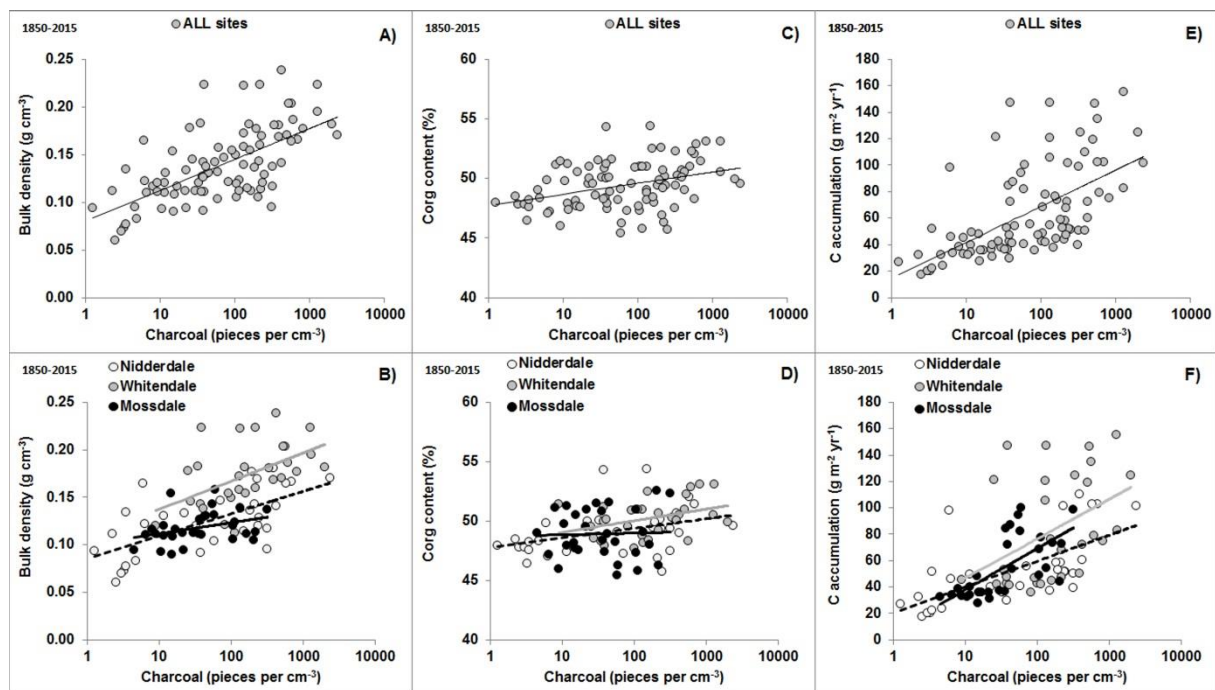 1850-2015 ALL sites A)
Bulk density (g cm⁻³)
0.25
0.20
0.15
0.10
0.05
0.00
1 10 100 1000 10000
Charcoal (pieces per cm⁻³)
1850-2015 ALL sites C)
Corg content (%)
60
55
50
45
40
1 10 100 1000 10000
Charcoal (pieces per cm⁻³)
1850-2015 ALL sites E)
C accumulation (g m⁻² yr⁻¹)
180
160
140
120
100
80
60
40
20
0
1 10 100 1000 10000
Charcoal (pieces per cm⁻³)
1850-2015 Nidderdale B)
Whitendale
Mossdale
Bulk density (g cm⁻³)
0.25
0.20
0.15
0.10
0.05
0.00
1 10 100 1000 10000
Charcoal (pieces per cm⁻³)
1850-2015 Nidderdale D)
Whitendale
Mossdale
Corg content (%)
60
55
50
45
40
1 10 100 1000 10000
Charcoal (pieces per cm⁻³)
1850-2015 Nidderdale F)
Whitendale
Mossdale
C accumulation (g m⁻² yr⁻¹)
180
160
140
120
100
80
60
40
20
0
1 10 100 1000 10000
Charcoal (pieces per cm⁻³)